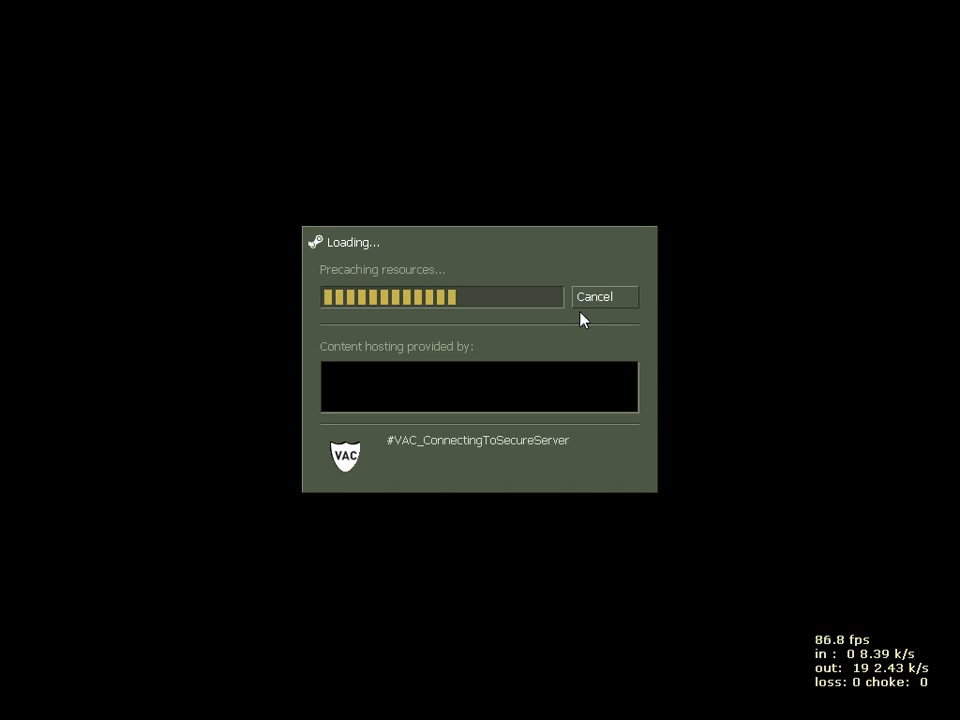 Loading...
Precaching resources...
Cancel
Content hosting provided by:
#VAC_ConnectingToSecureServer
VAC
86.8 fps
in :  0 8.39 k/s
out:  19 2.43 k/s
loss: 0 choke:  0